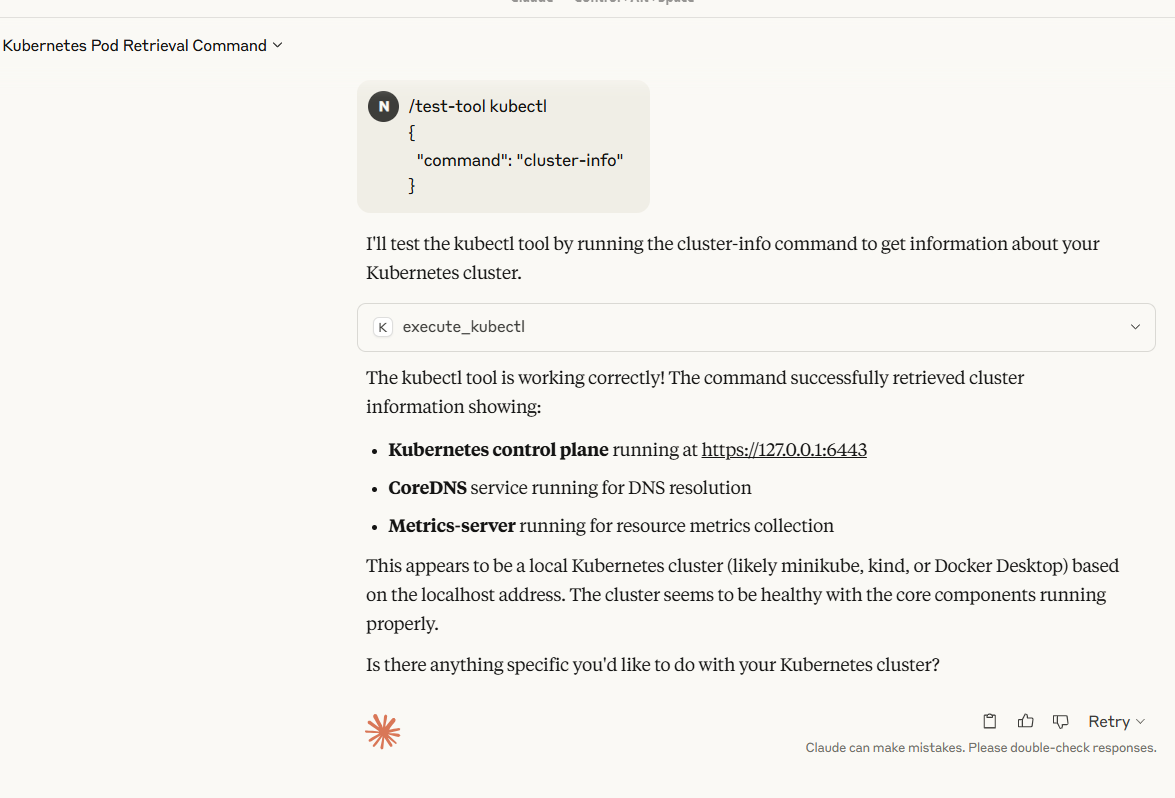 Claude Control+Alt+Space
Kubernetes Pod Retrieval Command
N
/test-tool kubectl
{
"command": "cluster-info"
}
I'll test the kubectl tool by running the cluster-info command to get information about your
Kubernetes cluster.
K execute_kubectl
The kubectl tool is working correctly! The command successfully retrieved cluster
information showing:
• Kubernetes control plane running at https://127.0.0.1:6443
• CoreDNS service running for DNS resolution
• Metrics-server running for resource metrics collection
This appears to be a local Kubernetes cluster (likely minikube, kind, or Docker Desktop) based
on the localhost address. The cluster seems to be healthy with the core components running
properly.
Is there anything specific you'd like to do with your Kubernetes cluster?
Retry
Claude can make mistakes. Please double-check responses.